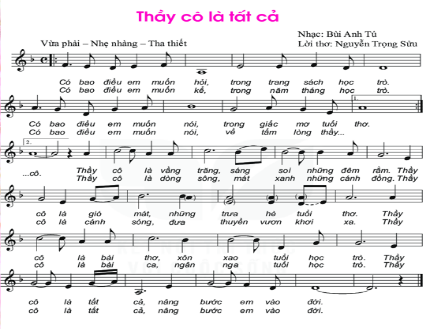 Thầy cô là tất cả
Nhạc: Bùi Anh Tú
Vừa phải – Nhẹ nhàng – Tha thiết
Lời thơ: Nguyễn Trọng Sửu
Có bao điều em muốn hỏi, trong trang sách học trò.
Có bao điều em muốn kể, trong năm tháng học trò.
Có bao điều em muốn nói, trong giấc mơ tuổi thơ.
Có bao điều em muốn nói, về tấm lòng thầy...
...cô. Thầy cô là vầng trăng, sáng soi những đêm rằm. Thầy
Thầy cô là dòng sông, mát xanh những cánh đồng. Thầy
cô là gió mát, những trưa hè tuổi thơ. Thầy
cô là cánh sóng, đưa thuyền vươn khơi xa. Thầy
cô là bài thơ, xôn xao tuổi học trò. Thầy
cô là bài ca, ngân vang tuổi học trò. Thầy
cô là tất cả, nâng bước em vào đời.
cô là tất cả, nâng bước em vào đời.